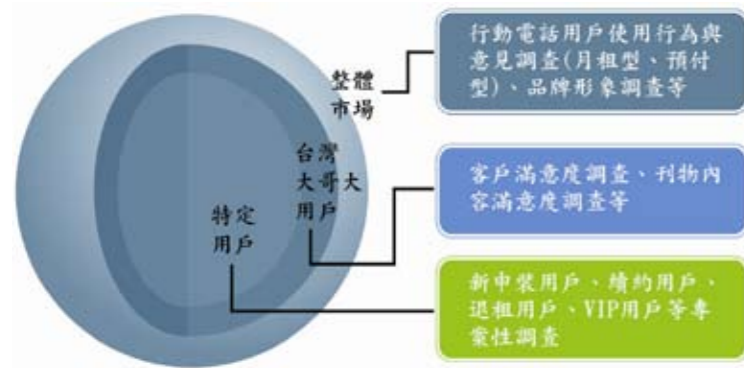 整體
市場
行動電話用戶使用行為與
意見調查(月租型、預付
型)、品牌形象調查等
台灣
大哥大
用戶
客戶滿意度調查、刊物內
容滿意度調查等
特定
用戶
新申裝用戶、續約用戶、
退租用戶、VIP用戶等專
案性調查